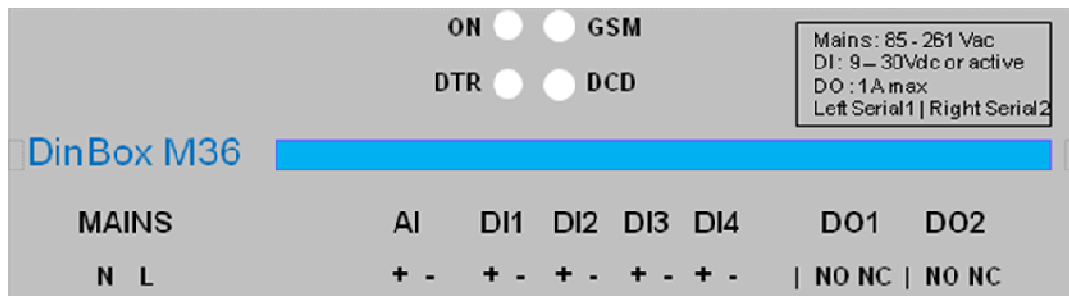 ON GSM
DTR DCD
Mains: 85 - 261 Vac
DI: 9 – 30Vdc or active
DO : 1A max
Left Serial1 | Right Serial2
DinBox M36
MAINS AI DI1 DI2 DI3 DI4 DO1 DO2
N L + - + - + - + - + - | NO NC | NO NC